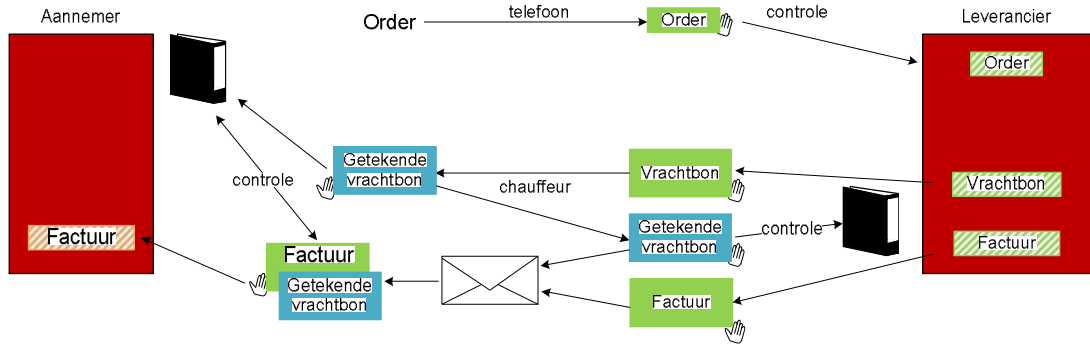 Aannemer
Order
telefoon
Order
controle
Leverancier
Order
Getekende
vrachtbon
controle
chauffeur
Vrachtbon
Vrachtbon
Factuur
Getekende
vrachtbon
controle
Factuur
Factuur
Getekende
vrachtbon
Factuur